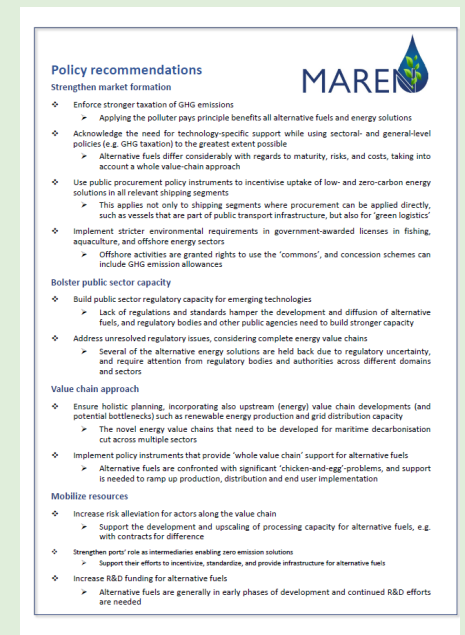 MAREN
Policy recommendations
Strengthen market formation
❖ Enforce stronger taxation of GHG emissions
➢ Applying the polluter pays principle benefits all alternative fuels and energy solutions
❖ Acknowledge the need for technology-specific support while using sectoral- and general-level
policies (e.g. GHG taxation) to the greatest extent possible
➢ Alternative fuels differ considerably with regards to maturity, risks, and costs, taking into
account a whole value-chain approach
❖ Use public procurement policy instruments to incentivise uptake of low- and zero-carbon energy
solutions in all relevant shipping segments
➢ This applies not only to shipping segments where procurement can be applied directly,
such as vessels that are part of public transport infrastructure, but also for ‘green logistics’
❖ Implement stricter environmental requirements in government-awarded licenses in fishing,
aquaculture, and offshore energy sectors
➢ Offshore activities are granted rights to use the ‘commons’, and concession schemes can
include GHG emission allowances
Bolster public sector capacity
❖ Build public sector regulatory capacity for emerging technologies
➢ Lack of regulations and standards hamper the development and diffusion of alternative
fuels, and regulatory bodies and other public agencies need to build stronger capacity
❖ Address unresolved regulatory issues, considering complete energy value chains
➢ Several of the alternative energy solutions are held back due to regulatory uncertainty,
and require attention from regulatory bodies and authorities across different domains
and sectors
Value chain approach
❖ Ensure holistic planning, incorporating also upstream (energy) value chain developments (and
potential bottlenecks) such as renewable energy production and grid distribution capacity
➢ The novel energy value chains that need to be developed for maritime decarbonisation
cut across multiple sectors
❖ Implement policy instruments that provide ‘whole value chain’ support for alternative fuels
➢ Alternative fuels are confronted with significant ‘chicken-and-egg’-problems, and support
is needed to ramp up production, distribution and end user implementation
Mobilize resources
❖ Increase risk alleviation for actors along the value chain
➢ Support the development and upscaling of processing capacity for alternative fuels, e.g.
with contracts for difference
❖ Strengthen ports’ role as intermediaries enabling zero emission solutions
➢ Support their efforts to incentivize, standardize, and provide infrastructure for alternative fuels
❖ Increase R&D funding for alternative fuels
➢ Alternative fuels are generally in early phases of development and continued R&D efforts
are needed